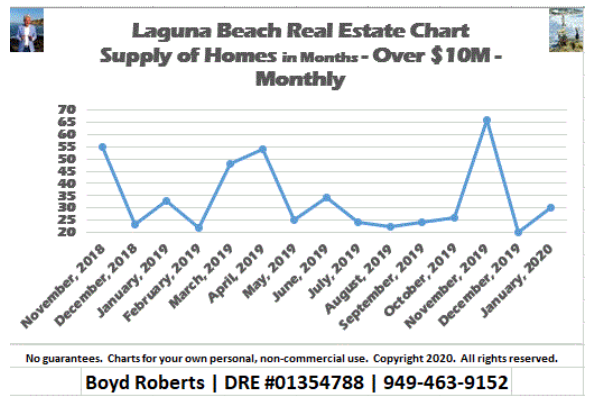 Laguna Beach Real Estate Chart
Supply of Homes in Months - Over $10M -
Monthly
70
65
60
55
50
45
40
35
30
25
20
November, 2018
December, 2018
January, 2019
February, 2019
March, 2019
April, 2019
May, 2019
June, 2019
July, 2019
August, 2019
September, 2019
October, 2019
November, 2019
December, 2019
January, 2020
No guarantees. Charts for your own personal, non-commercial use. Copyright 2020. All rights reserved.
Boyd Roberts | DRE #01354788 | 949-463-9152